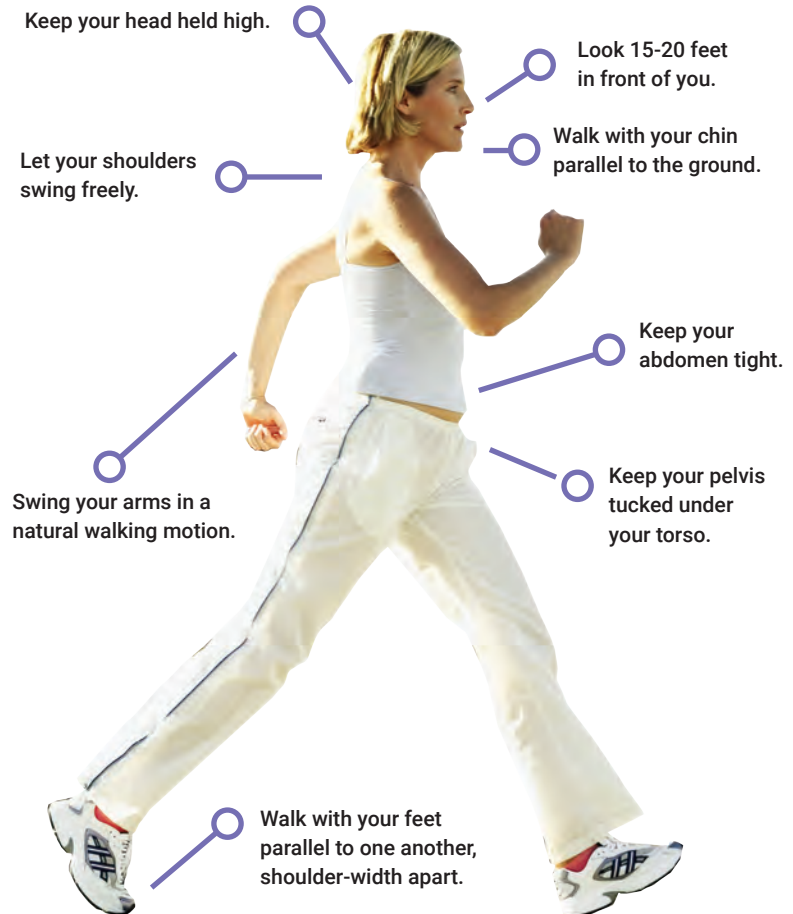 Keep your head held high.
Look 15-20 feet
in front of you.
Walk with your chin
parallel to the ground.
Let your shoulders
swing freely.
Keep your
abdomen tight.
Keep your pelvis
tucked under
your torso.
Swing your arms in a
natural walking motion.
Walk with your feet
parallel to one another,
shoulder-width apart.